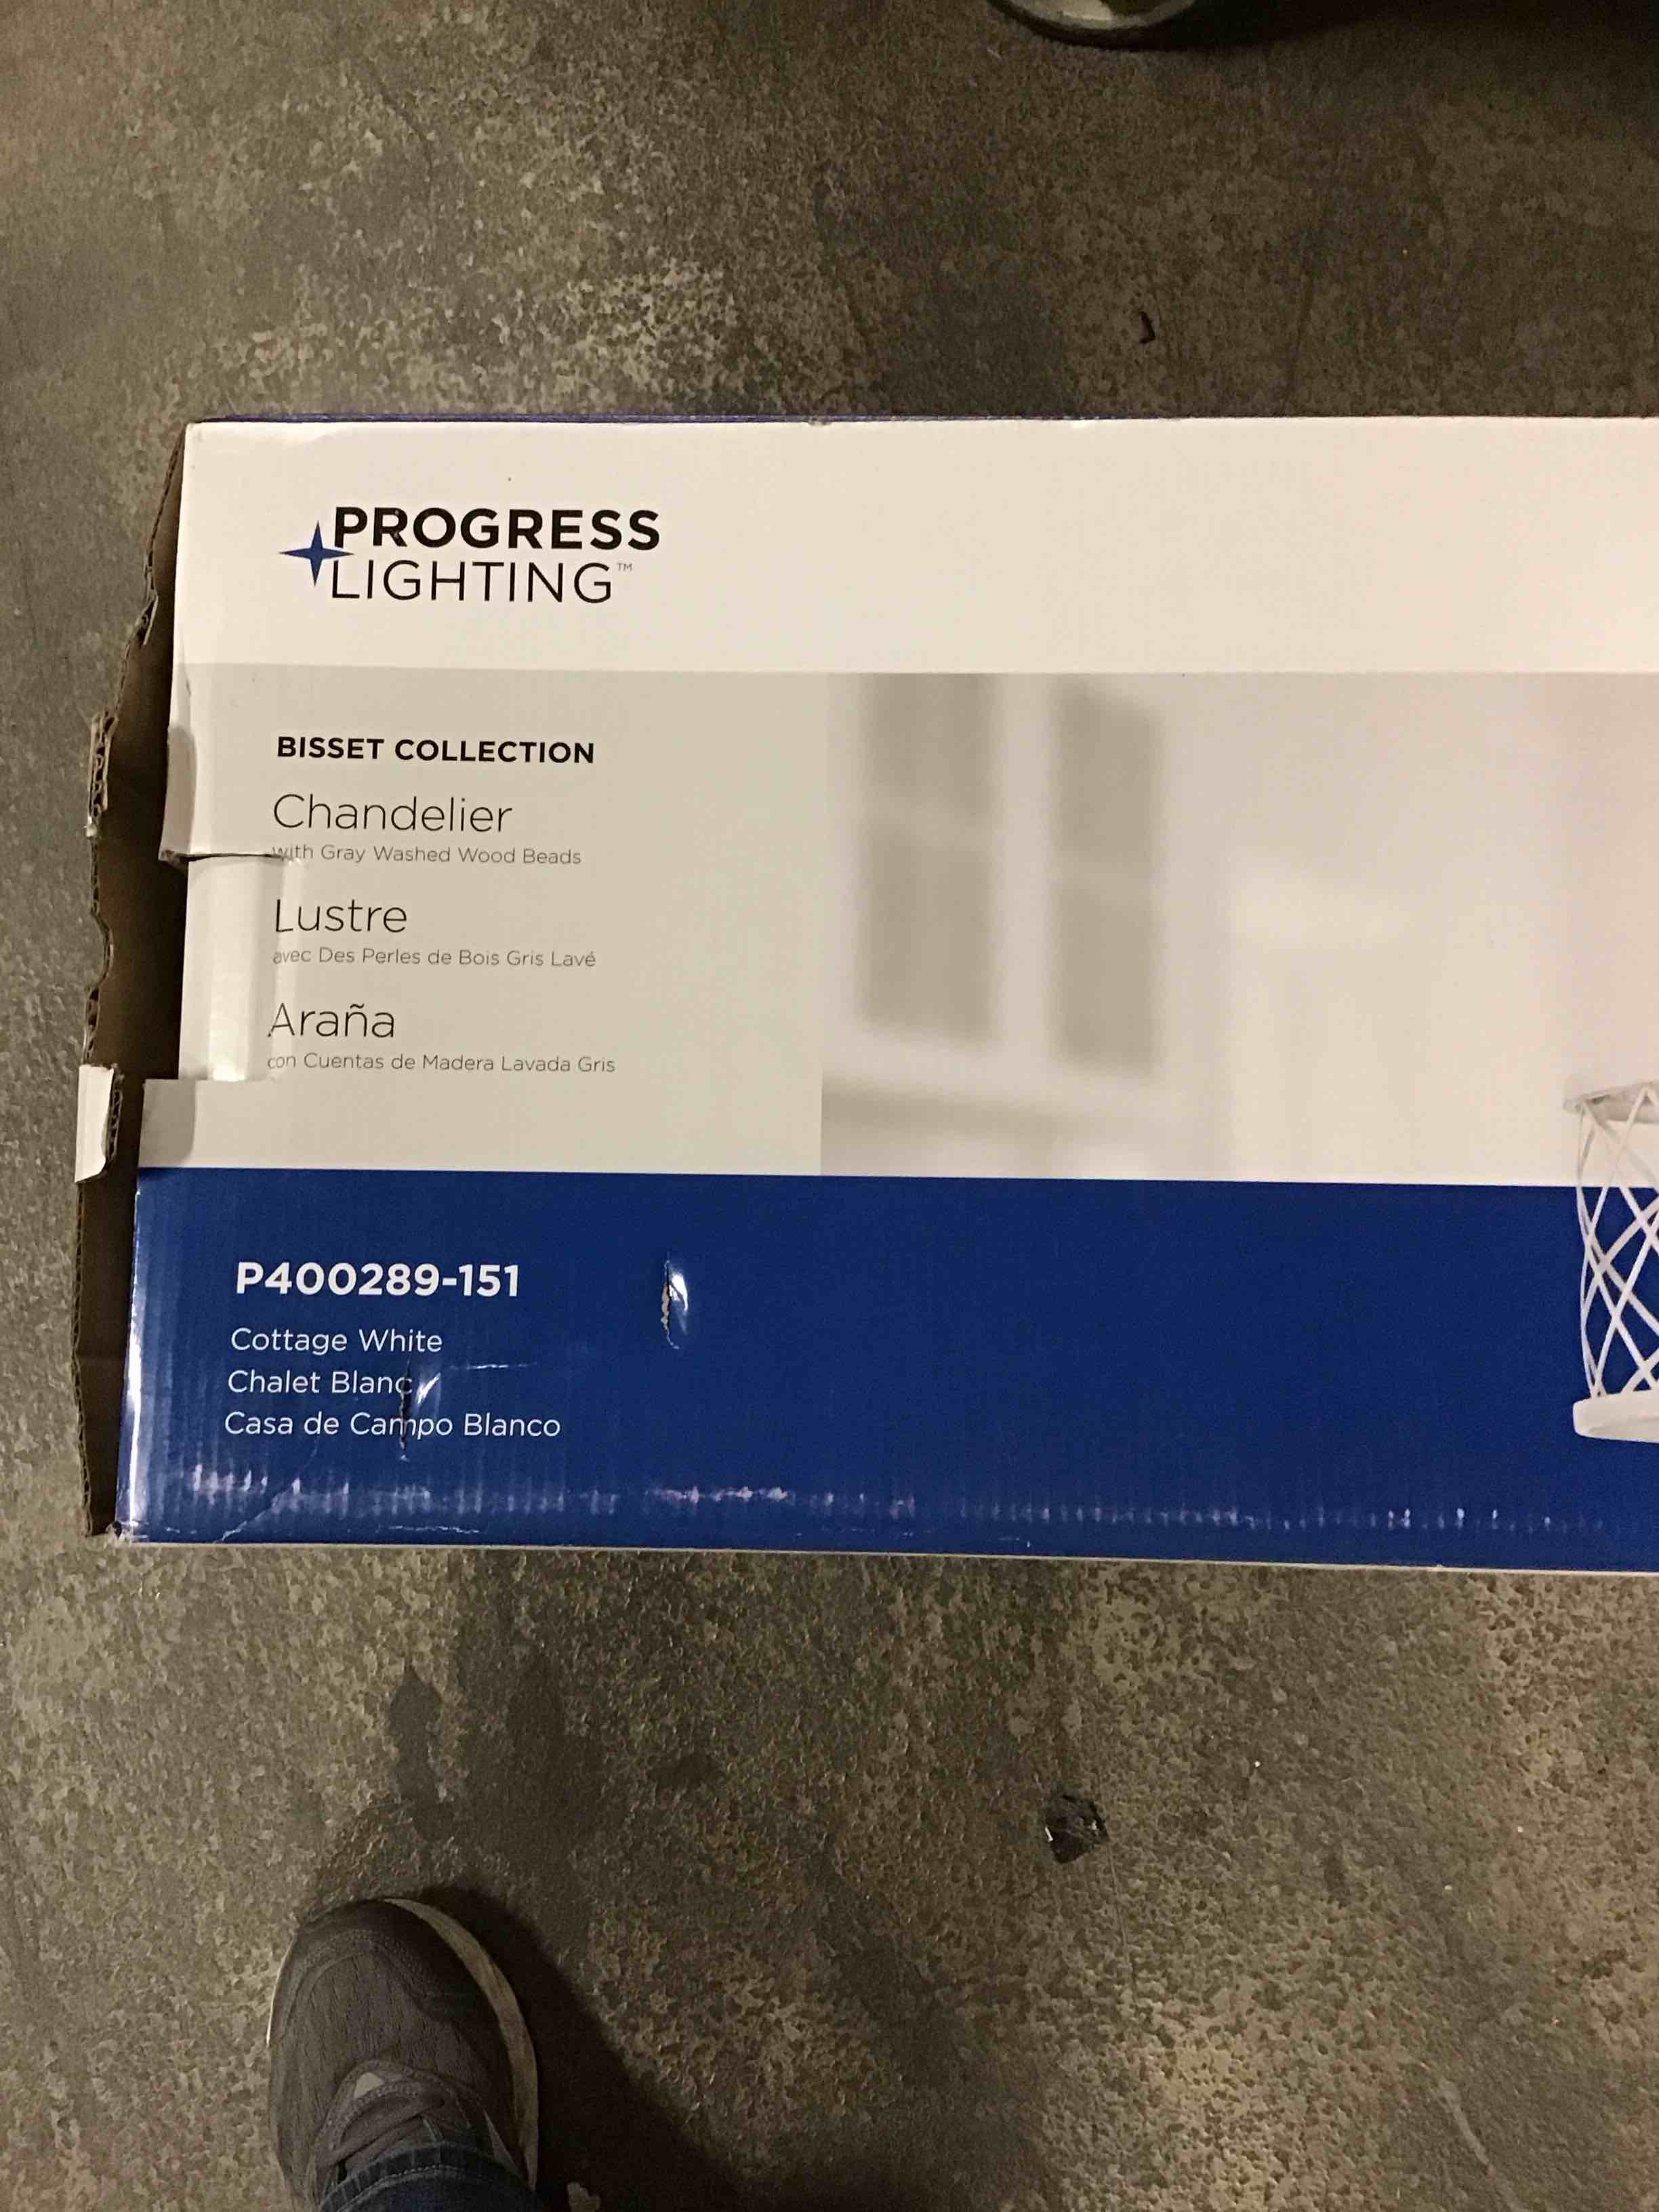 PROGRESS
LIGHTING™
BISSET COLLECTION
Chandelier
with Gray Washed Wood Beads
Lustre
avec Des Perles de Bois Gris Lavé
Araña
con Cuentas de Madera Lavada Gris
P400289-151
Cottage White
Chalet Blanc
Casa de Campo Blanco